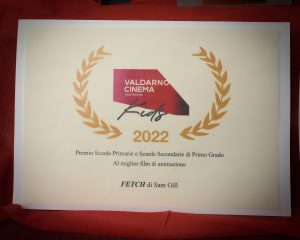 VALDARNO
CINEMA
Kids
2022
Premio Scuole Primarie e Scuole Secondarie di Primo Grado
Al miglior film di animazione
FETCH di Sam Gill